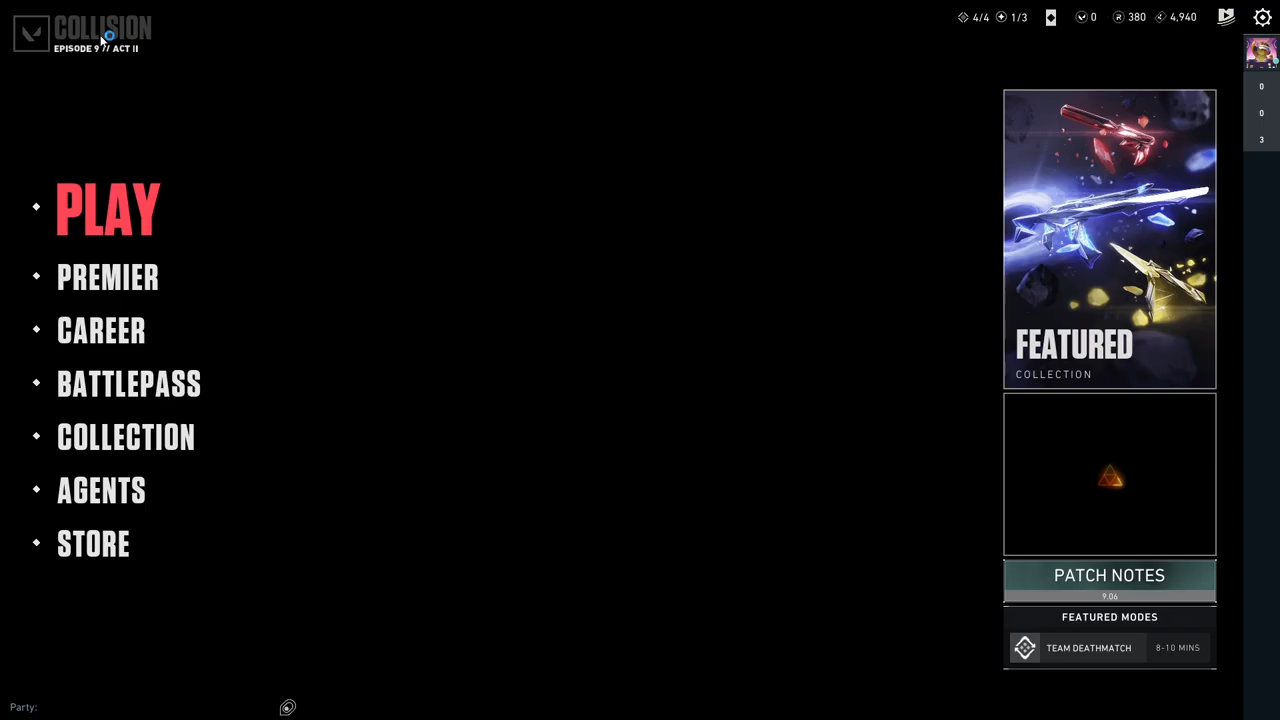 COLLISION
EPISODE 9 // ACT II
4/4 1/3 0 380 4,940
0
0
3
PLAY
PREMIER
CAREER
BATTLEPASS
COLLECTION
AGENTS
STORE
FEATURED
COLLECTION
PATCH NOTES
9.06
FEATURED MODES
TEAM DEATHMATCH 8-10 MINS
Party: